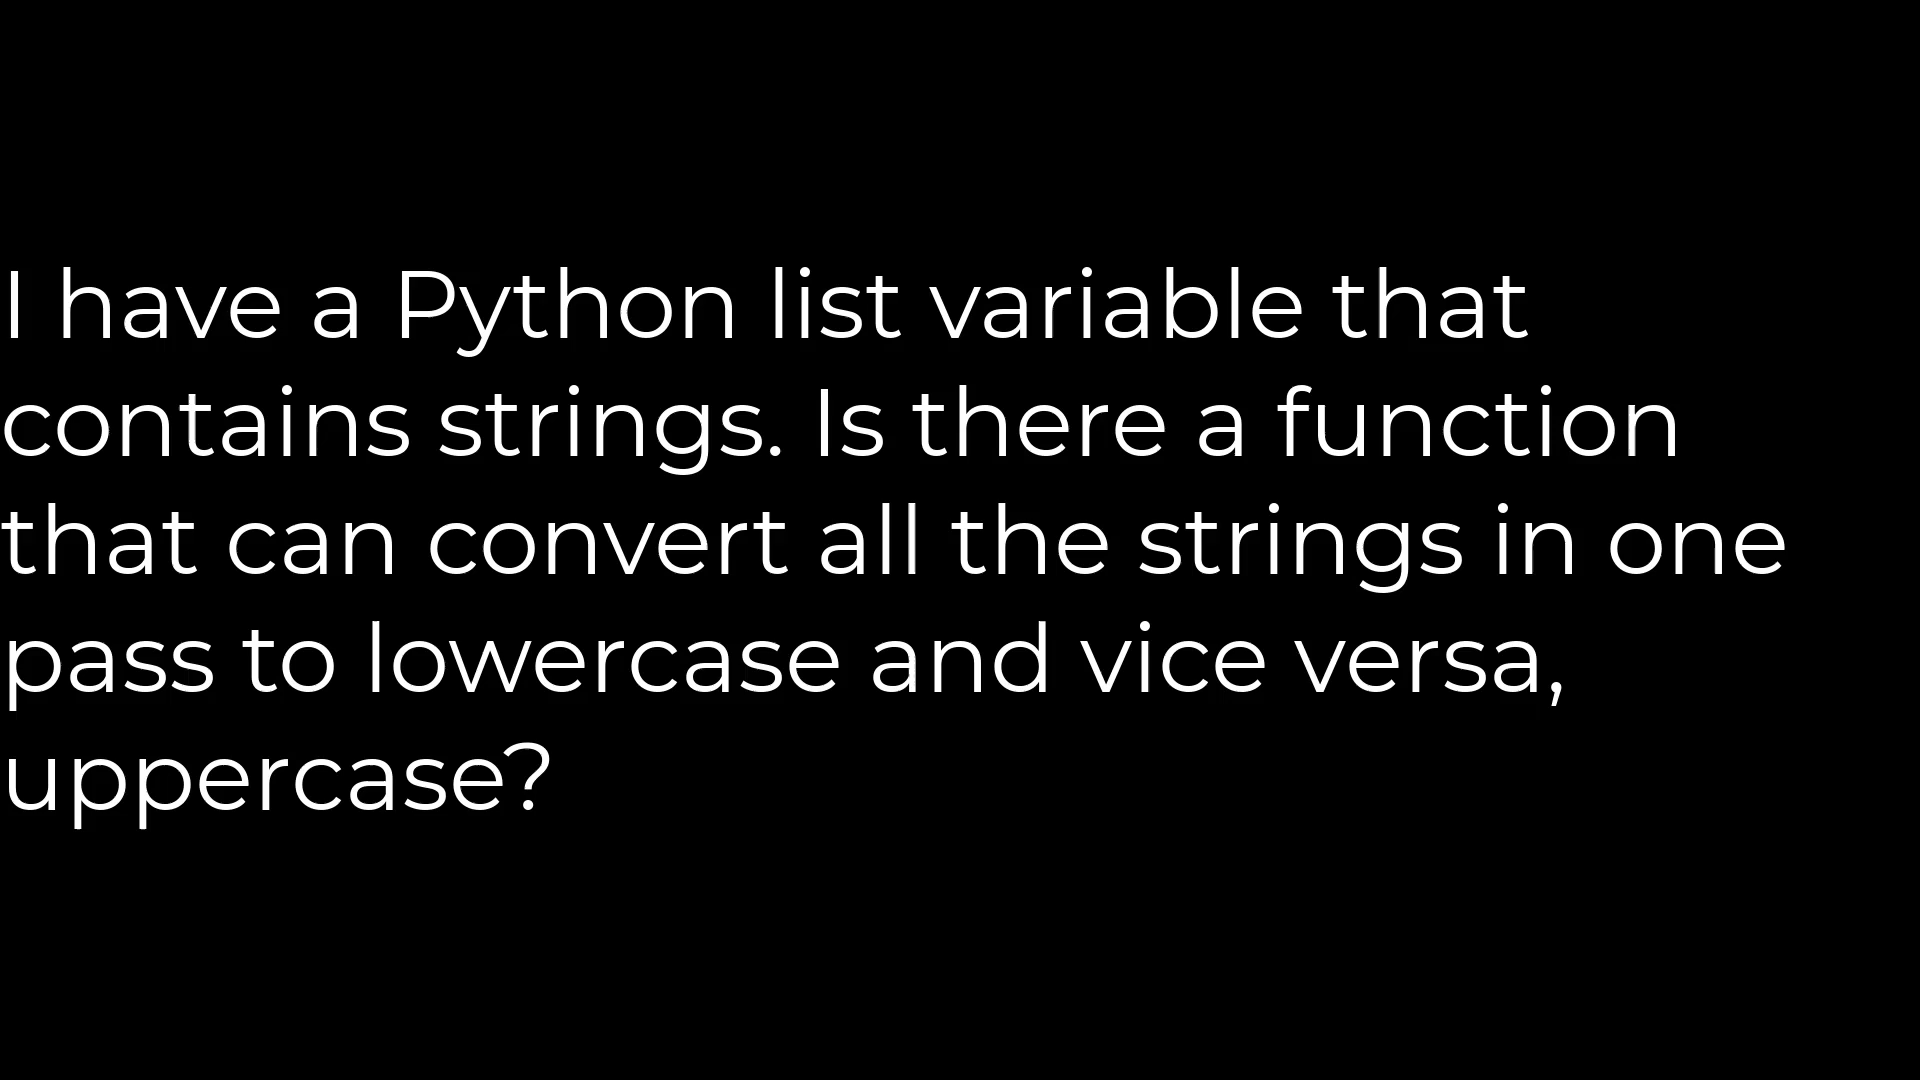 I have a Python list variable that
contains strings. Is there a function
that can convert all the strings in one
pass to lowercase and vice versa,
uppercase?